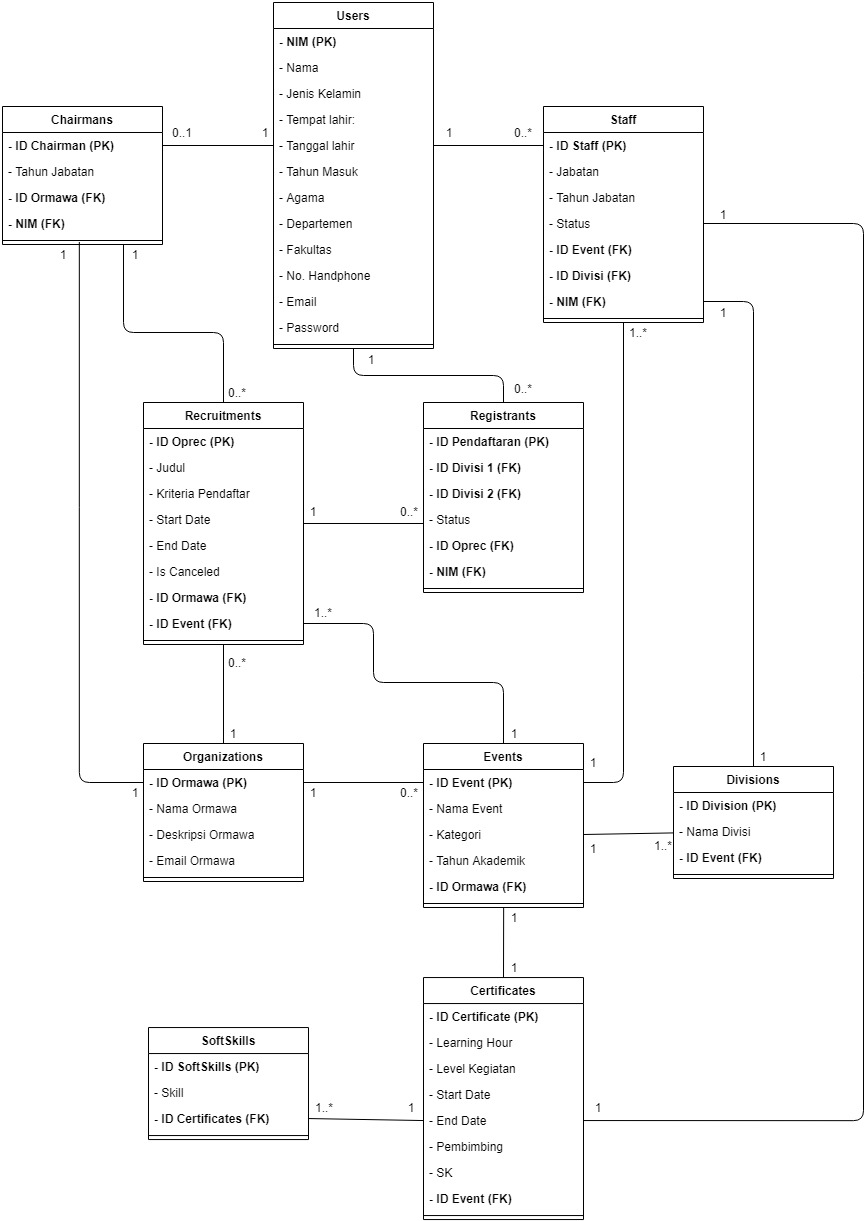 Users
- NIM (PK)
- Nama
- Jenis Kelamin
- Tempat lahir:
- Tanggal lahir
- Tahun Masuk
- Agama
- Departemen
- Fakultas
- No. Handphone
- Email
- Password
Chairmans
- ID Chairman (PK)
- Tahun Jabatan
- ID Ormawa (FK)
- NIM (FK)
0..1
1
1
0..*
Staff
- ID Staff (PK)
- Jabatan
- Tahun Jabatan
- Status
- ID Event (FK)
- ID Divisi (FK)
- NIM (FK)
1
1
1
1
1..*
1
0..*
0..*
Recruitments
- ID Oprec (PK)
- Judul
- Kriteria Pendaftar
- Start Date
- End Date
- Is Canceled
- ID Ormawa (FK)
- ID Event (FK)
1
0..*
Registrants
- ID Pendaftaran (PK)
- ID Divisi 1 (FK)
- ID Divisi 2 (FK)
- Status
- ID Oprec (FK)
- NIM (FK)
1..*
0..*
1
1
1
1
Organizations
- ID Ormawa (PK)
- Nama Ormawa
- Deskripsi Ormawa
- Email Ormawa
1
1
0..*
Events
- ID Event (PK)
- Nama Event
- Kategori
- Tahun Akademik
- ID Ormawa (FK)
1
1..*
Divisions
- ID Division (PK)
- Nama Divisi
- ID Event (FK)
1
1
Certificates
- ID Certificate (PK)
- Learning Hour
- Level Kegiatan
- Start Date
- End Date
- Pembimbing
- SK
- ID Event (FK)
SoftSkills
- ID SoftSkills (PK)
- Skill
- ID Certificates (FK)
1..*
1
1